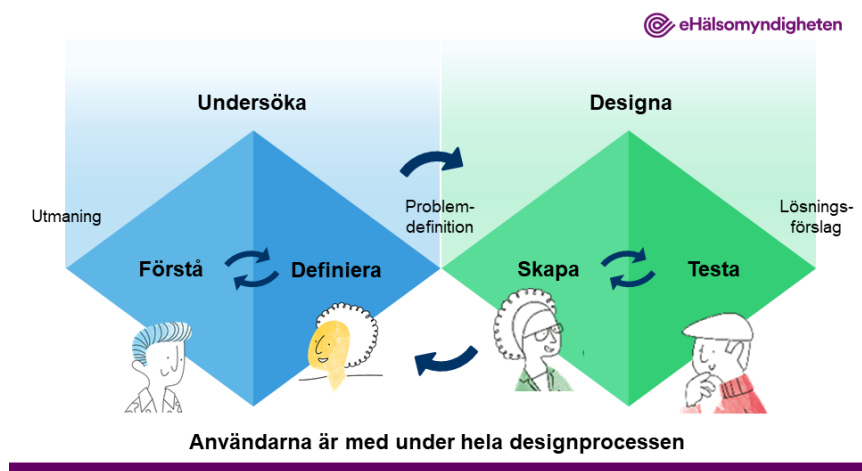 eHälsomyndigheten
Undersöka
Designa
Utmaning
Problem-
definition
Lösnings-
förslag
Förstå
Definiera
Skapa
Testa
Användarna är med under hela designprocessen